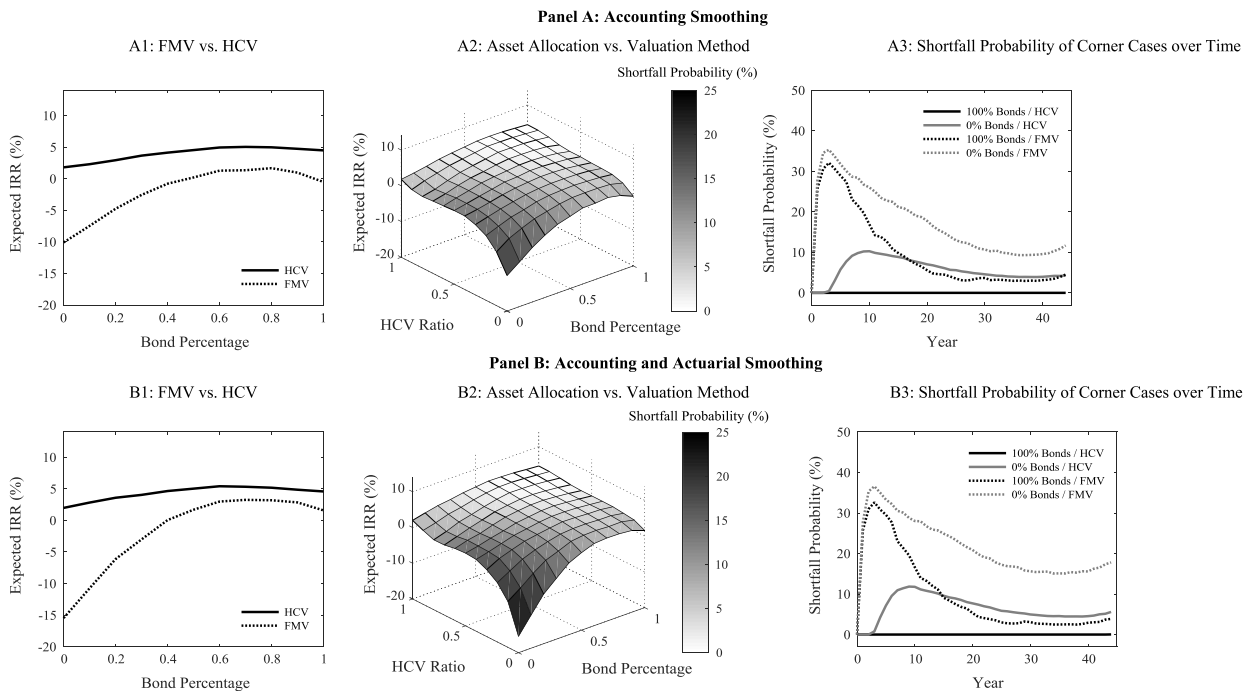 Panel A: Accounting Smoothing
A1: FMV vs. HCV
Expected IRR (%)
10
5
0
-5
-10
-15
-20
HCV
FMV
0 0.2 0.4 0.6 0.8 1
Bond Percentage
A2: Asset Allocation vs. Valuation Method
Shortfall Probability (%)
25
20
15
10
5
0
Expected IRR (%)
10
0
-10
-20
1
0.5
0
HCV Ratio
0
0.5
1
Bond Percentage
A3: Shortfall Probability of Corner Cases over Time
Shortfall Probability (%)
50
40
30
20
10
0
100% Bonds / HCV
0% Bonds / HCV
100% Bonds / FMV
0% Bonds / FMV
0 10 20 30 40
Year
Panel B: Accounting and Actuarial Smoothing
B1: FMV vs. HCV
Expected IRR (%)
10
5
0
-5
-10
-15
-20
HCV
FMV
0 0.2 0.4 0.6 0.8 1
Bond Percentage
B2: Asset Allocation vs. Valuation Method
Shortfall Probability (%)
25
20
15
10
5
0
Expected IRR (%)
10
0
-10
-20
1
0.5
0
HCV Ratio
0
0.5
1
Bond Percentage
B3: Shortfall Probability of Corner Cases over Time
Shortfall Probability (%)
50
40
30
20
10
0
100% Bonds / HCV
0% Bonds / HCV
100% Bonds / FMV
0% Bonds / FMV
0 10 20 30 40
Year